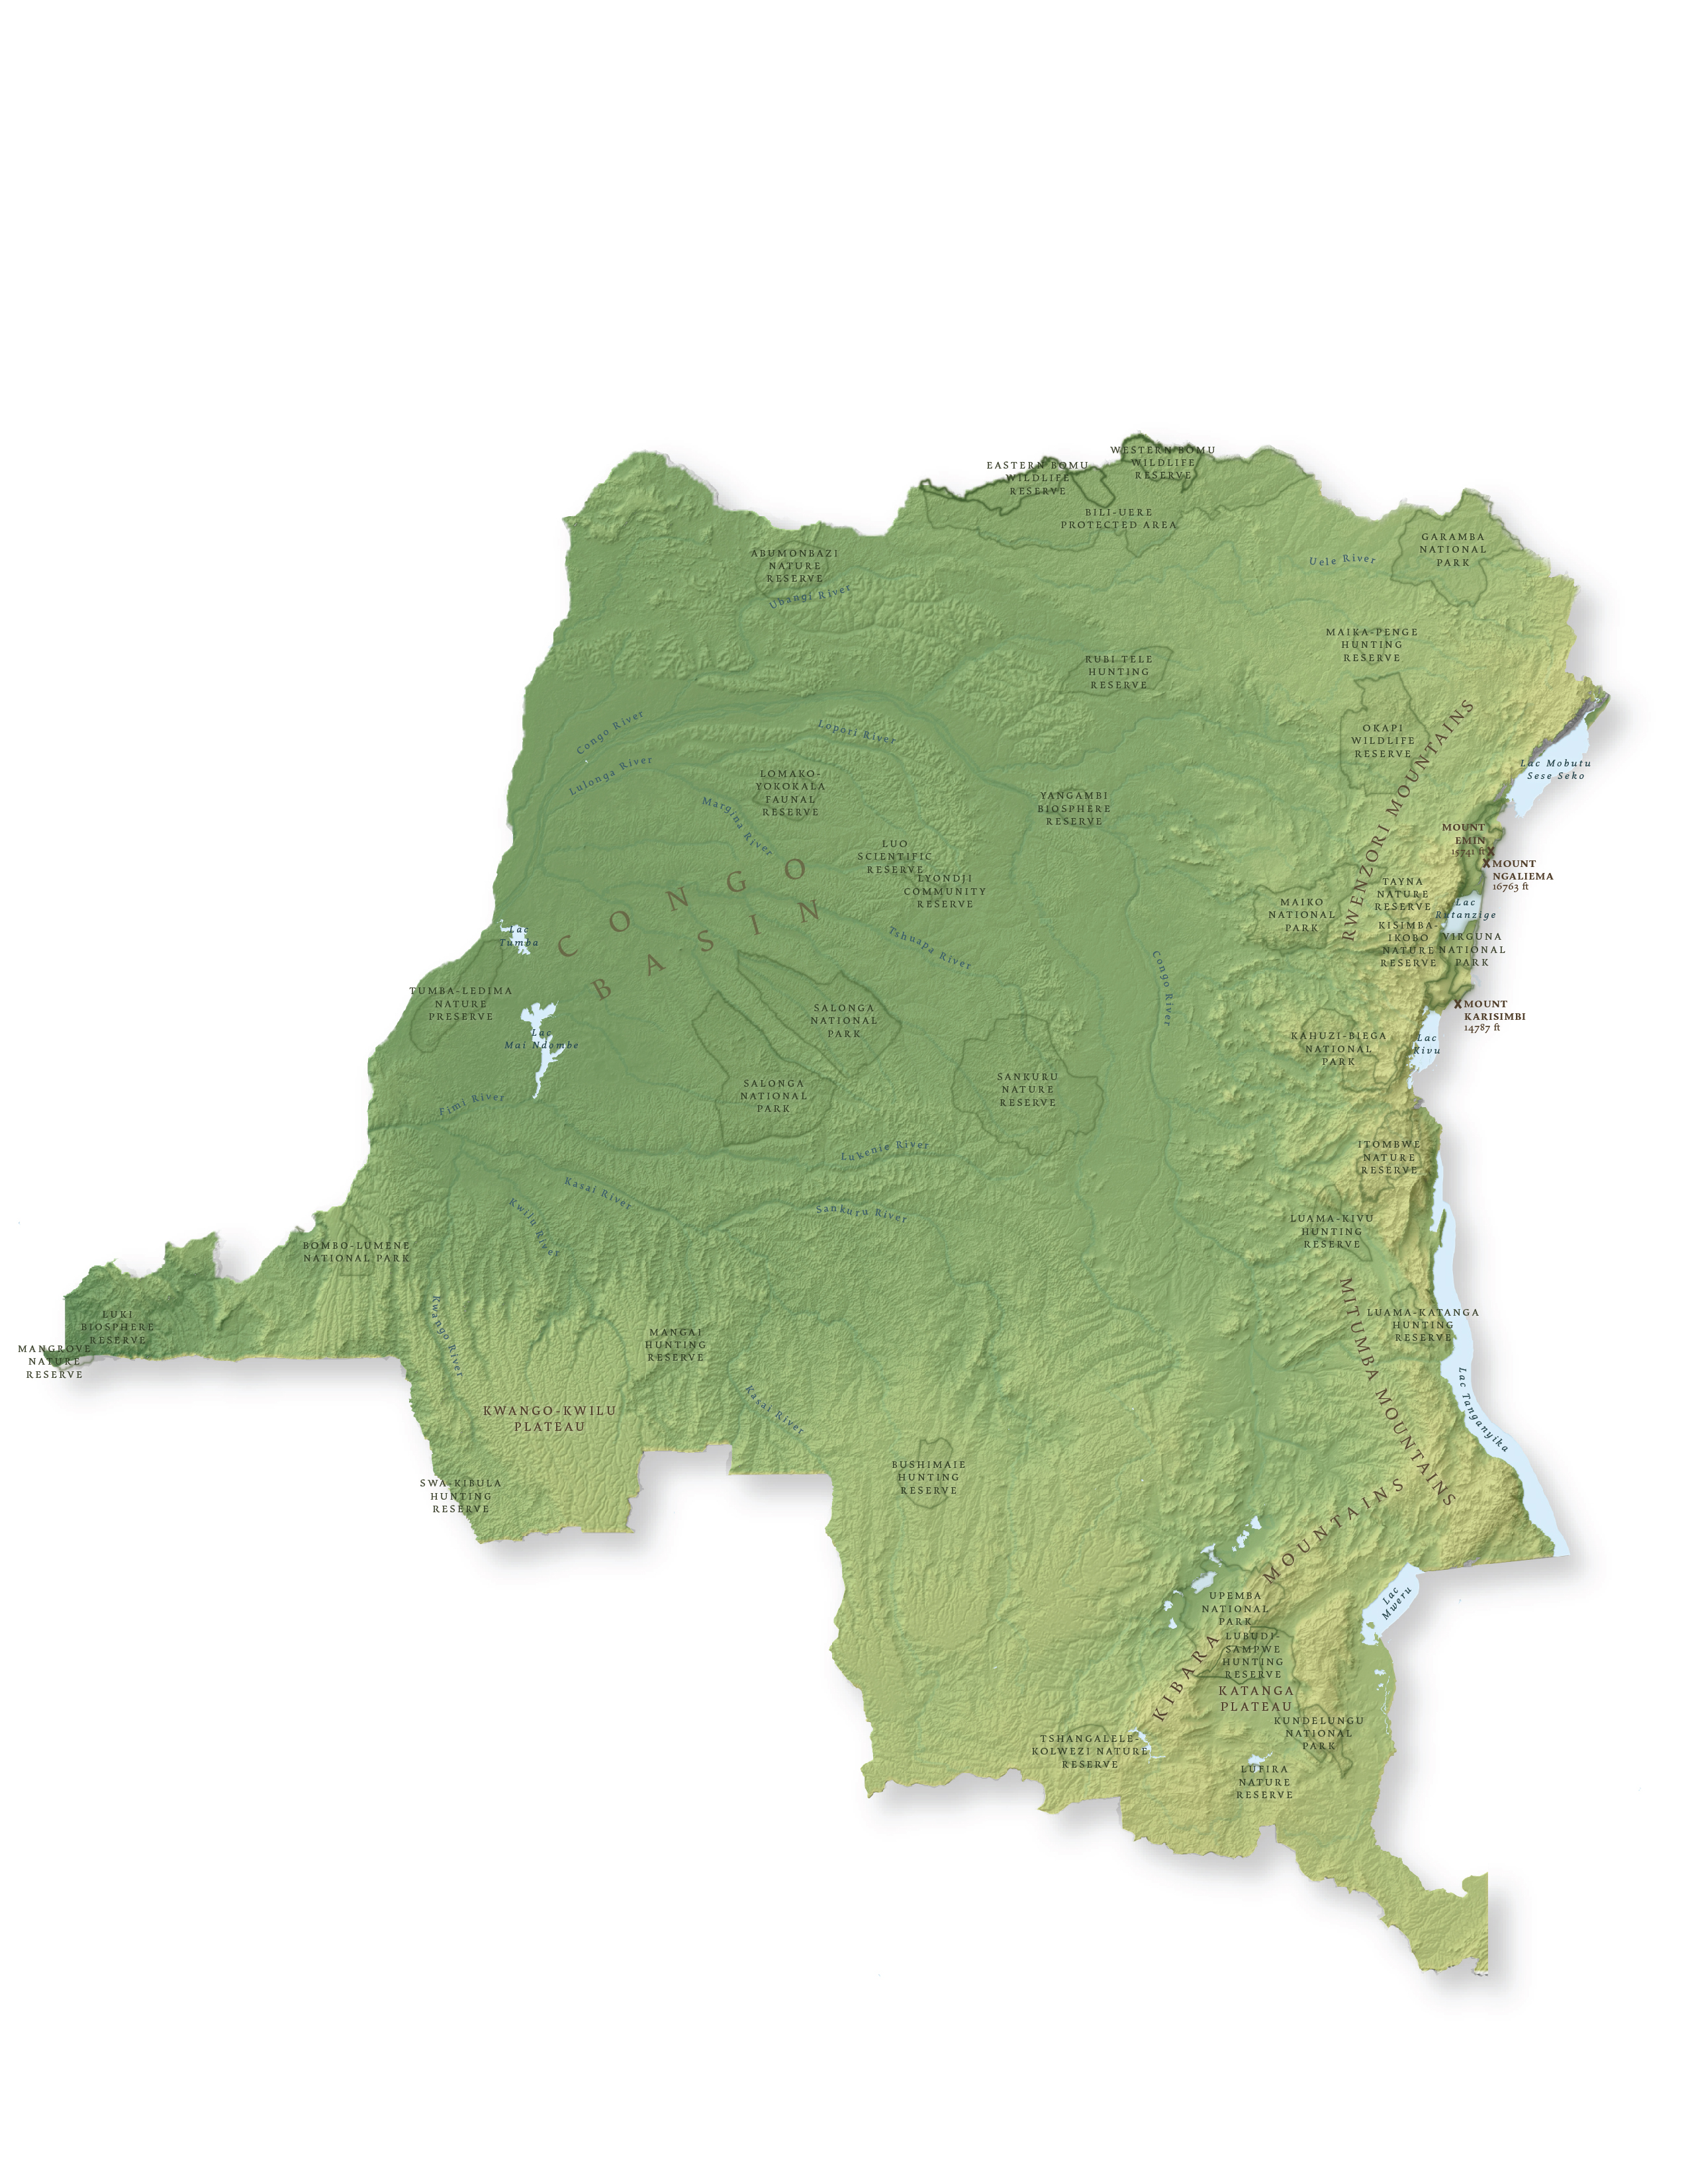 WESTERN BOMU
WILDLIFE
RESERVE
EASTERN BOMU
WILDLIFE
RESERVE
BILI-UERE
PROTECTED AREA
GARAMBA
NATIONAL
PARK
ABUMONBAZI
NATURE
RESERVE
Ubangi River
Uele River
MAIKA-PENGE
HUNTING
RESERVE
RUBI TELE
HUNTING
RESERVE
OKAPI
WILDLIFE
RESERVE
RWENZORI MOUNTAINS
Congo River
Lopori River
Lulonga River
Margina River
LOMAKO-
YOKOKALA
FAUNAL
RESERVE
YANGAMBI
BIOSPHERE
RESERVE
Lac Mobutu
Sese Seko
MOUNT
EMIN
15741 ft
MOUNT
NGALIEMA
16763 ft
LUO
SCIENTIFIC
RESERVE
LYONDJI
COMMUNITY
RESERVE
CONGO
BASIN
TAYNA
NATURE
RESERVE
MAIKO
NATIONAL
PARK
Lac
Rutanzige
KISIMBA-
IKOBO
NATURE
RESERVE
VIRGUNA
NATIONAL
PARK
Lac
Tumba
Tshuapa River
Congo River
TUMBA-LEDIMA
NATURE
PRESERVE
SALONGA
NATIONAL
PARK
MOUNT
KARISIMBI
14787 ft
Lac
Mai Ndombe
KAHUZI-BIEGA
NATIONAL
PARK
Lac
Kivu
SALONGA
NATIONAL
PARK
SANKURU
NATURE
RESERVE
Fimi River
Lukenie River
ITOMBWE
NATURE
RESERVE
Kasai River
Kwilu River
Sankuru River
LUAMA-KIVU
HUNTING
RESERVE
BOMBO-LUMENE
NATIONAL PARK
MITUMBA MOUNTAINS
LUKI
BIOSPHERE
RESERVE
MANGROVE
NATURE
RESERVE
Kwango River
MANGAI
HUNTING
RESERVE
LUAMA-KATANGA
HUNTING
RESERVE
Lac Tanganyika
Kasai River
KWANGO-KWILU
PLATEAU
SWA-KIBULA
HUNTING
RESERVE
BUSHIMAIE
HUNTING
RESERVE
KIBARA MOUNTAINS
Lac
Mweru
UPEMBA
NATIONAL
PARK
LUBUDI-
SAMPWE
HUNTING
RESERVE
KATANGA
PLATEAU
KUNDELUNGU
NATIONAL
PARK
TSHANGALELE-
KOLWEZI NATURE
RESERVE
LUFIRA
NATURE
RESERVE